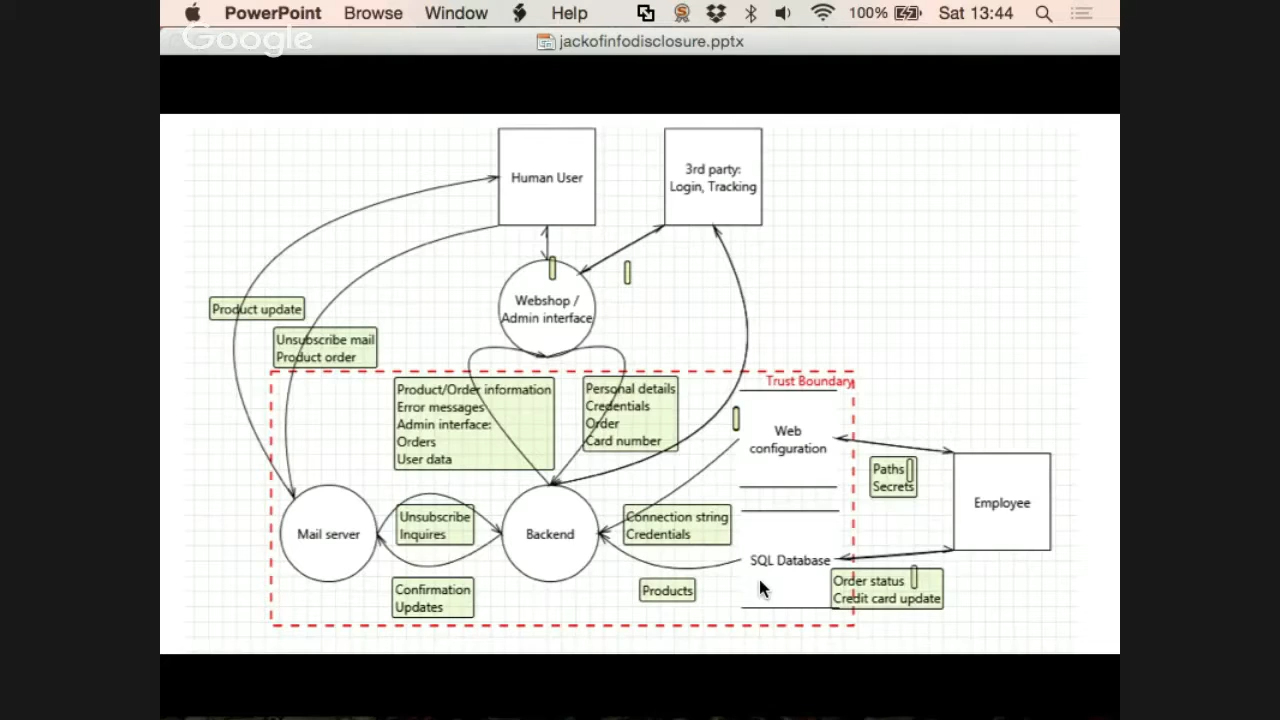 PowerPoint Browse Window Help 100% Sat 13:44
Google
jackofinfodisclosure.pptx
Human User
3rd party:
Login, Tracking
Webshop /
Admin interface
Product update
Unsubscribe mail
Product order
Trust Boundary
Product/Order information
Error messages
Admin interface:
Orders
User data
Personal details
Credentials
Order
Card number
Web
configuration
Paths
Secrets
Employee
Mail server
Unsubscribe
Inquires
Backend
Connection string
Credentials
SQL Database
Order status
Credit card update
Confirmation
Updates
Products